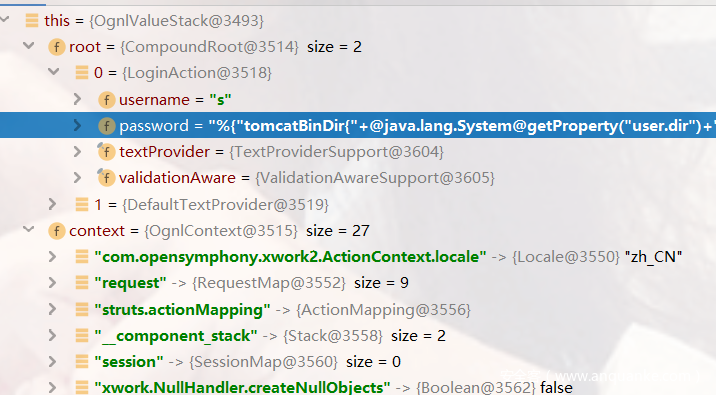 this = {OgnlValueStack@3493}
f root = {CompoundRoot@3514} size = 2
0 = {LoginAction@3518}
f username = "s"
f password = "%{"tomcatBinDir{"+@java.lang.System@getProperty("user.dir")+"
f textProvider = {TextProviderSupport@3604}
f validationAware = {ValidationAwareSupport@3605}
1 = {DefaultTextProvider@3519}
f context = {OgnlContext@3515} size = 27
"com.opensymphony.xwork2.ActionContext.locale" -> {Locale@3550} "zh_CN"
"request" -> {RequestMap@3552} size = 9
"struts.actionMapping" -> {ActionMapping@3556}
"__component_stack" -> {Stack@3558} size = 2
"session" -> {SessionMap@3560} size = 0
"xwork.NullHandler.createNullObjects" -> {Boolean@3562} false